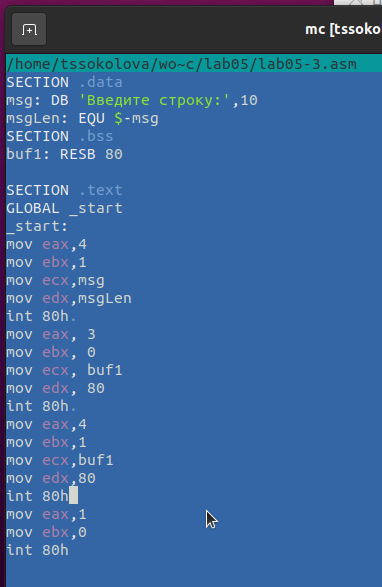 mc [tssoko
/home/tssokolova/wo~c/lab05/lab05-3.asm
SECTION .data
msg: DB 'Введите строку:',10
msgLen: EQU $-msg
SECTION .bss
buf1: RESB 80
SECTION .text
GLOBAL _start
_start:
mov eax,4
mov ebx,1
mov ecx,msg
mov edx,msgLen
int 80h.
mov eax, 3
mov ebx, 0
mov ecx, buf1
mov edx, 80
int 80h.
mov eax,4
mov ebx,1
mov ecx,buf1
mov edx,80
int 80h
mov eax,1
mov ebx,0
int 80h